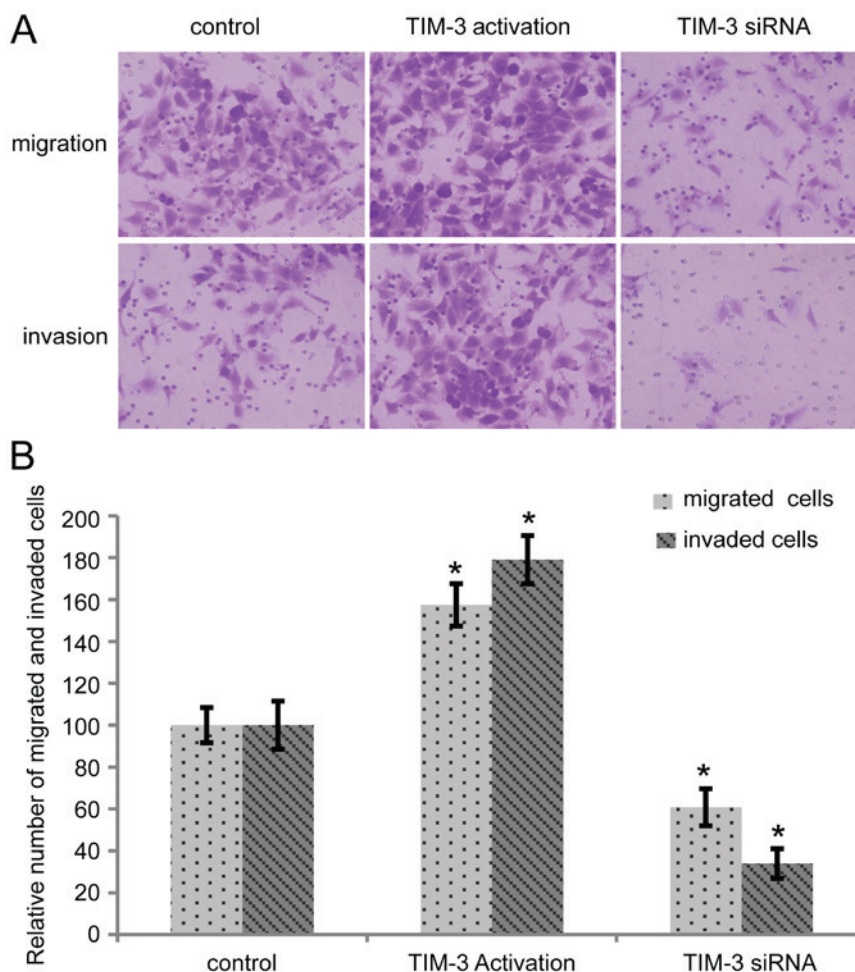 A
control
TIM-3 activation
TIM-3 siRNA
migration
invasion
B
Relative number of migrated and invaded cells
200
180
160
140
120
100
80
60
40
20
0
migrated cells
invaded cells
*
*
*
*
control
TIM-3 Activation
TIM-3 siRNA